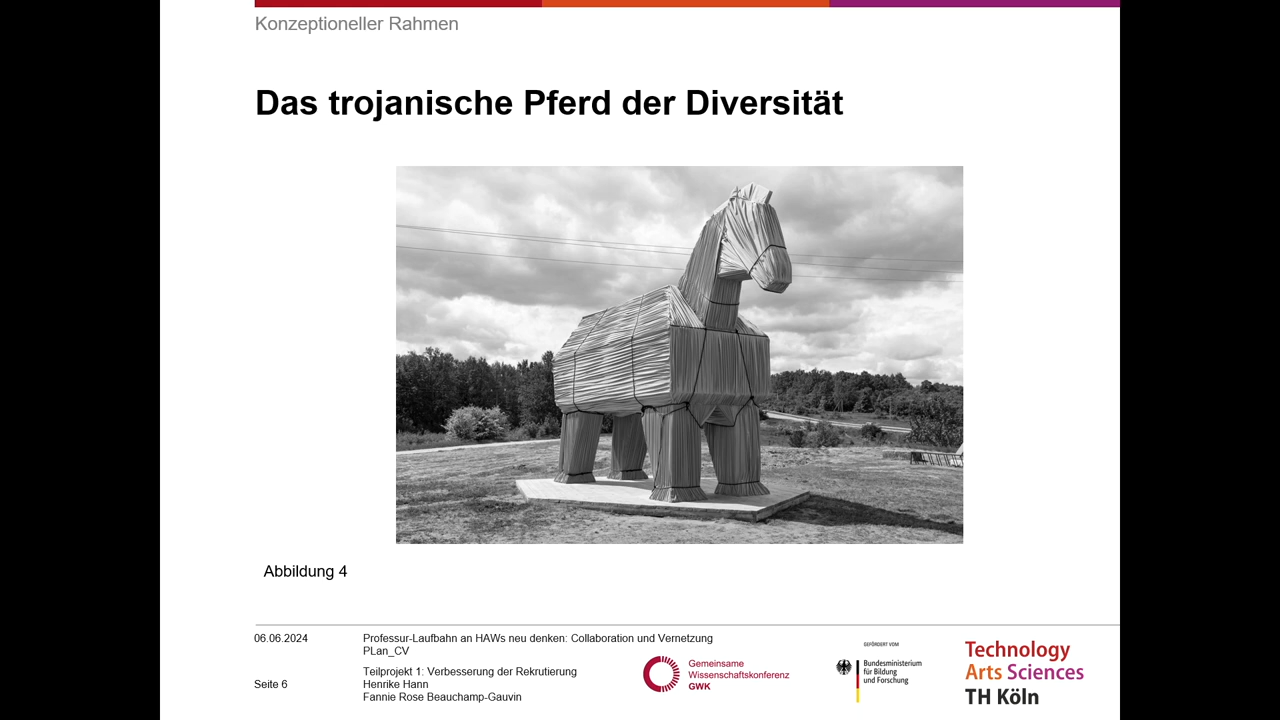 Konzeptioneller Rahmen
Das trojanische Pferd der Diversität
Abbildung 4
06.06.2024
Professur-Laufbahn an HAWs neu denken: Collaboration und Vernetzung
PLan_CV
Teilprojekt 1: Verbesserung der Rekrutierung
Seite 6
Henrike Hann
Fannie Rose Beauchamp-Gauvin
Gemeinsame
Wissenschaftskonferenz
GWK
GEFÖRDERT VOM
Bundesministerium
für Bildung
und Forschung
Technology
Arts Sciences
TH Köln